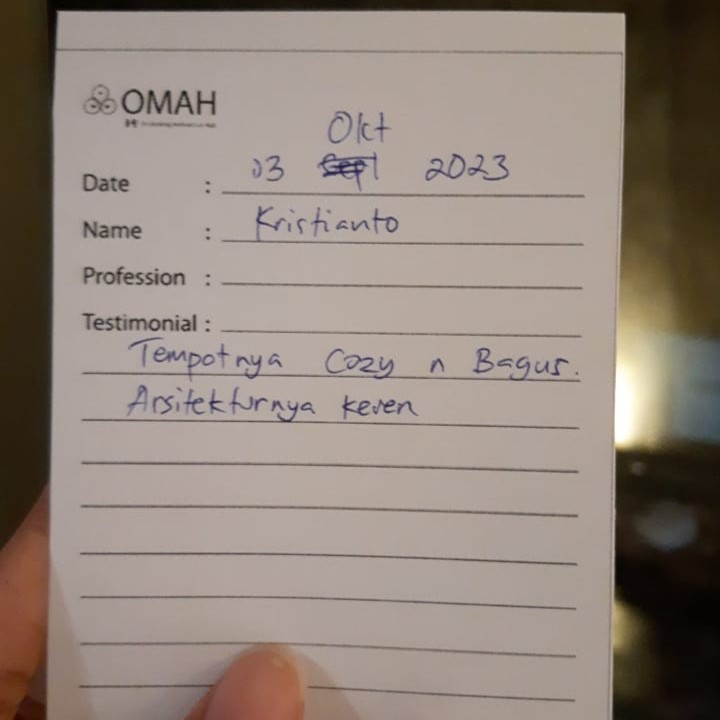 OMAH
Okt
Date : 03 Sept 2023
Name : Kristianto
Profession :
Testimonial :
Tempatnya Cozy n Bagus.
Arsitekturnya keren